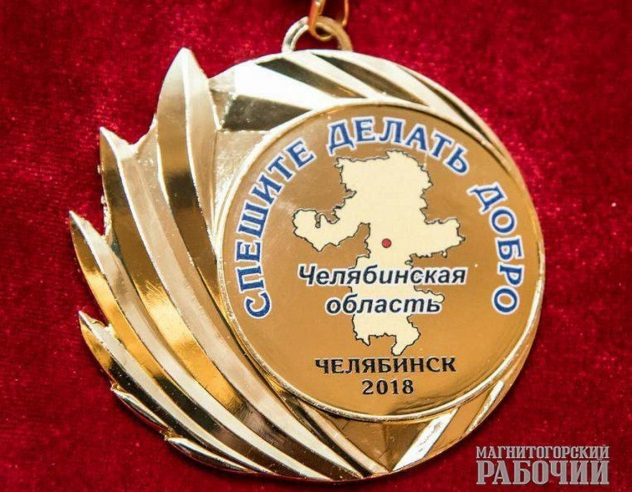 СПЕШИТЕ ДЕЛАТЬ ДОБРО
Челябинская
область
ЧЕЛЯБИНСК
2018
МАГНИТОГОРСКИЙ
РАБОЧИЙ